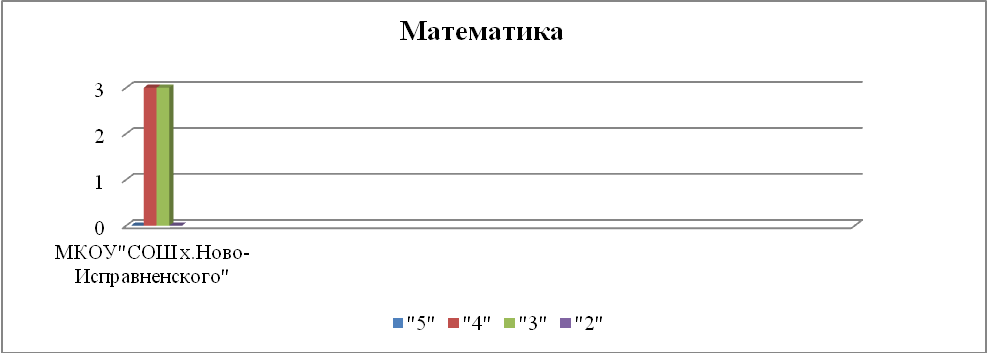 Математика
3
2
1
0
МКОУ"СОШ х.Ново-
Исправненского"
"5" "4" "3" "2"